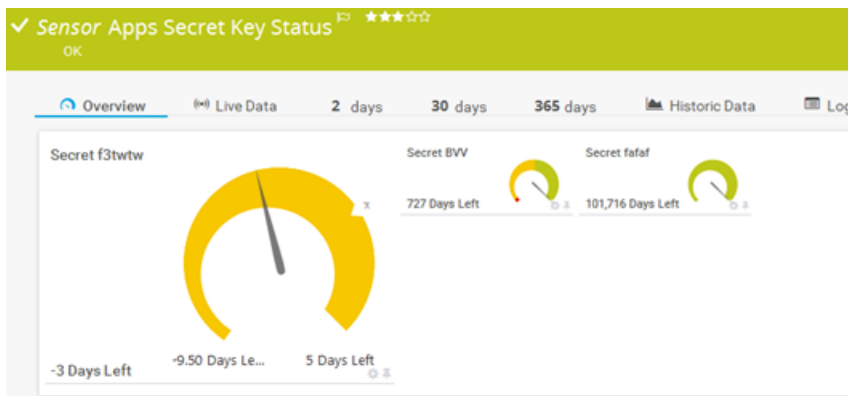 Sensor Apps Secret Key Status
OK
Overview Live Data 2 days 30 days 365 days Historic Data Log
Secret f3twtw
Secret BVV
Secret fafaf
x
727 Days Left
101,716 Days Left
-9.50 Days Le... 5 Days Left
-3 Days Left